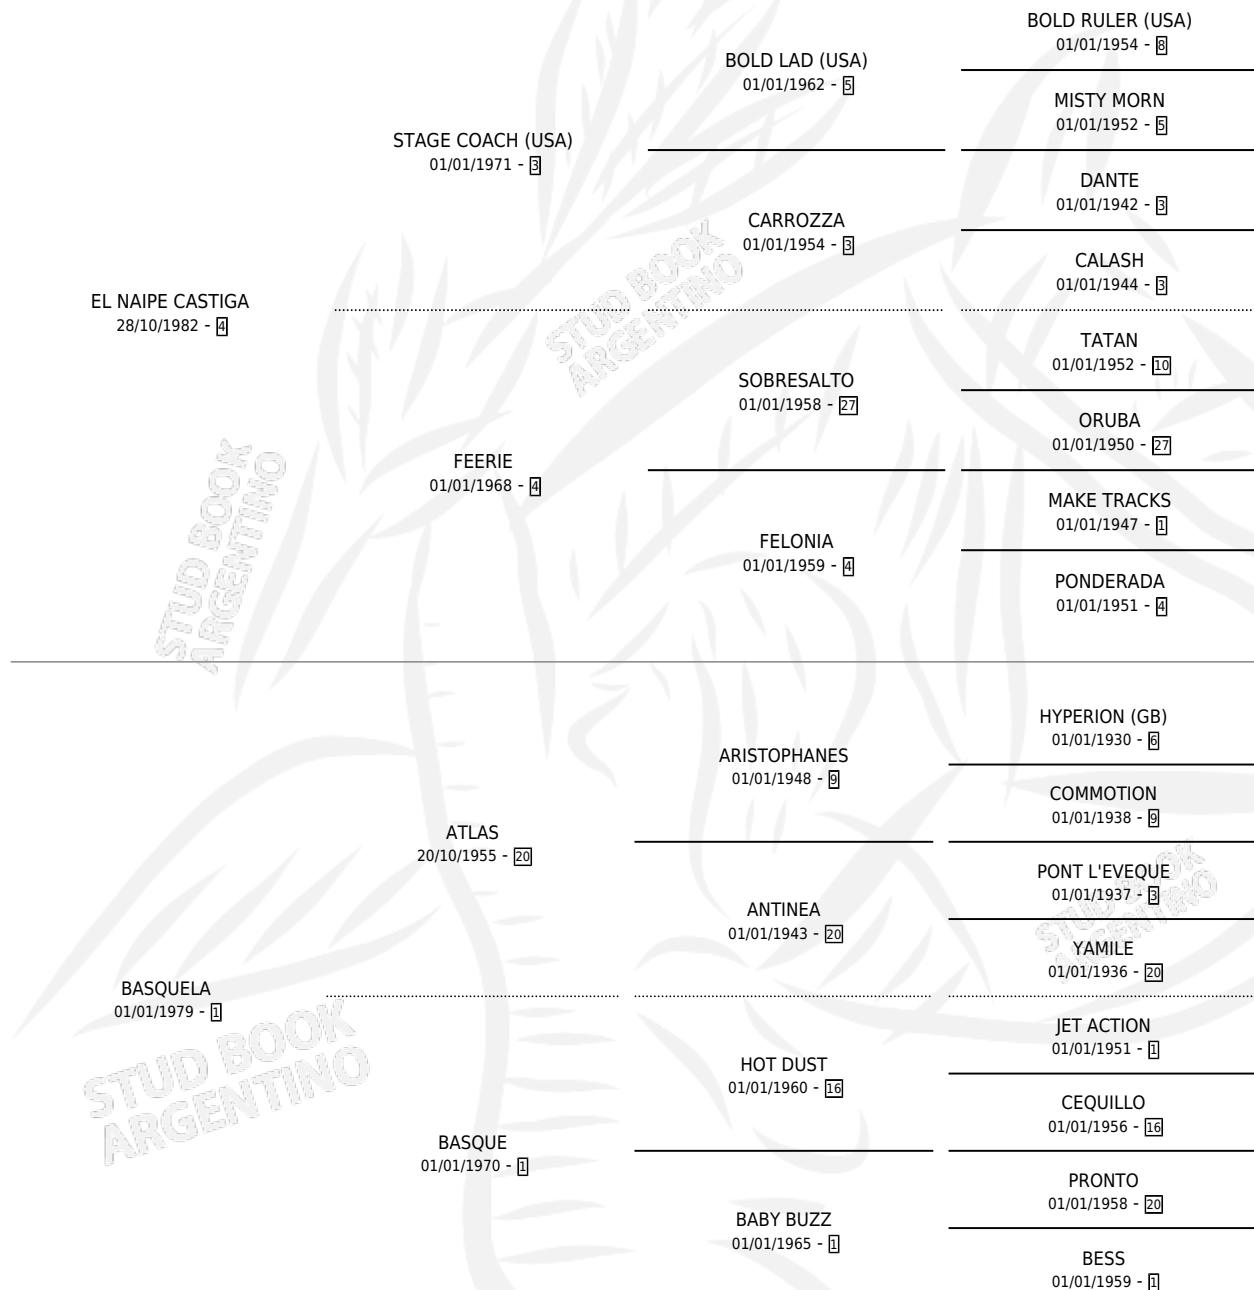 BOLD RULER (USA)
01/01/1954 - 8
BOLD LAD (USA)
01/01/1962 - 5
MISTY MORN
01/01/1952 - 5
STAGE COACH (USA)
01/01/1971 - 3
DANTE
01/01/1942 - 3
CARROZZA
01/01/1954 - 3
CALASH
01/01/1944 - 3
EL NAIPE CASTIGA
28/10/1982 - 4
STUD BOOK
ARGENTINO
TATAN
01/01/1952 - 10
SOBRESALTO
01/01/1958 - 27
ORUBA
01/01/1950 - 27
FEERIE
01/01/1968 - 4
MAKE TRACKS
01/01/1947 - 1
FELONIA
01/01/1959 - 4
PONDERADA
01/01/1951 - 4
STUD BOOK
ARGENTINO
HYPERION (GB)
01/01/1930 - 6
ARISTOPHANES
01/01/1948 - 9
COMMOTION
01/01/1938 - 9
ATLAS
20/10/1955 - 20
PONT L'EVEQUE
01/01/1937 - 3
ANTINEA
01/01/1943 - 20
YAMILE
01/01/1936 - 20
STUD BOOK
ARGENTINO
BASQUELA
01/01/1979 - 1
STUD BOOK
ARGENTINO
JET ACTION
01/01/1951 - 1
HOT DUST
01/01/1960 - 16
CEQUILLO
01/01/1956 - 16
BASQUE
01/01/1970 - 1
PRONTO
01/01/1958 - 20
BABY BUZZ
01/01/1965 - 1
BESS
01/01/1959 - 1